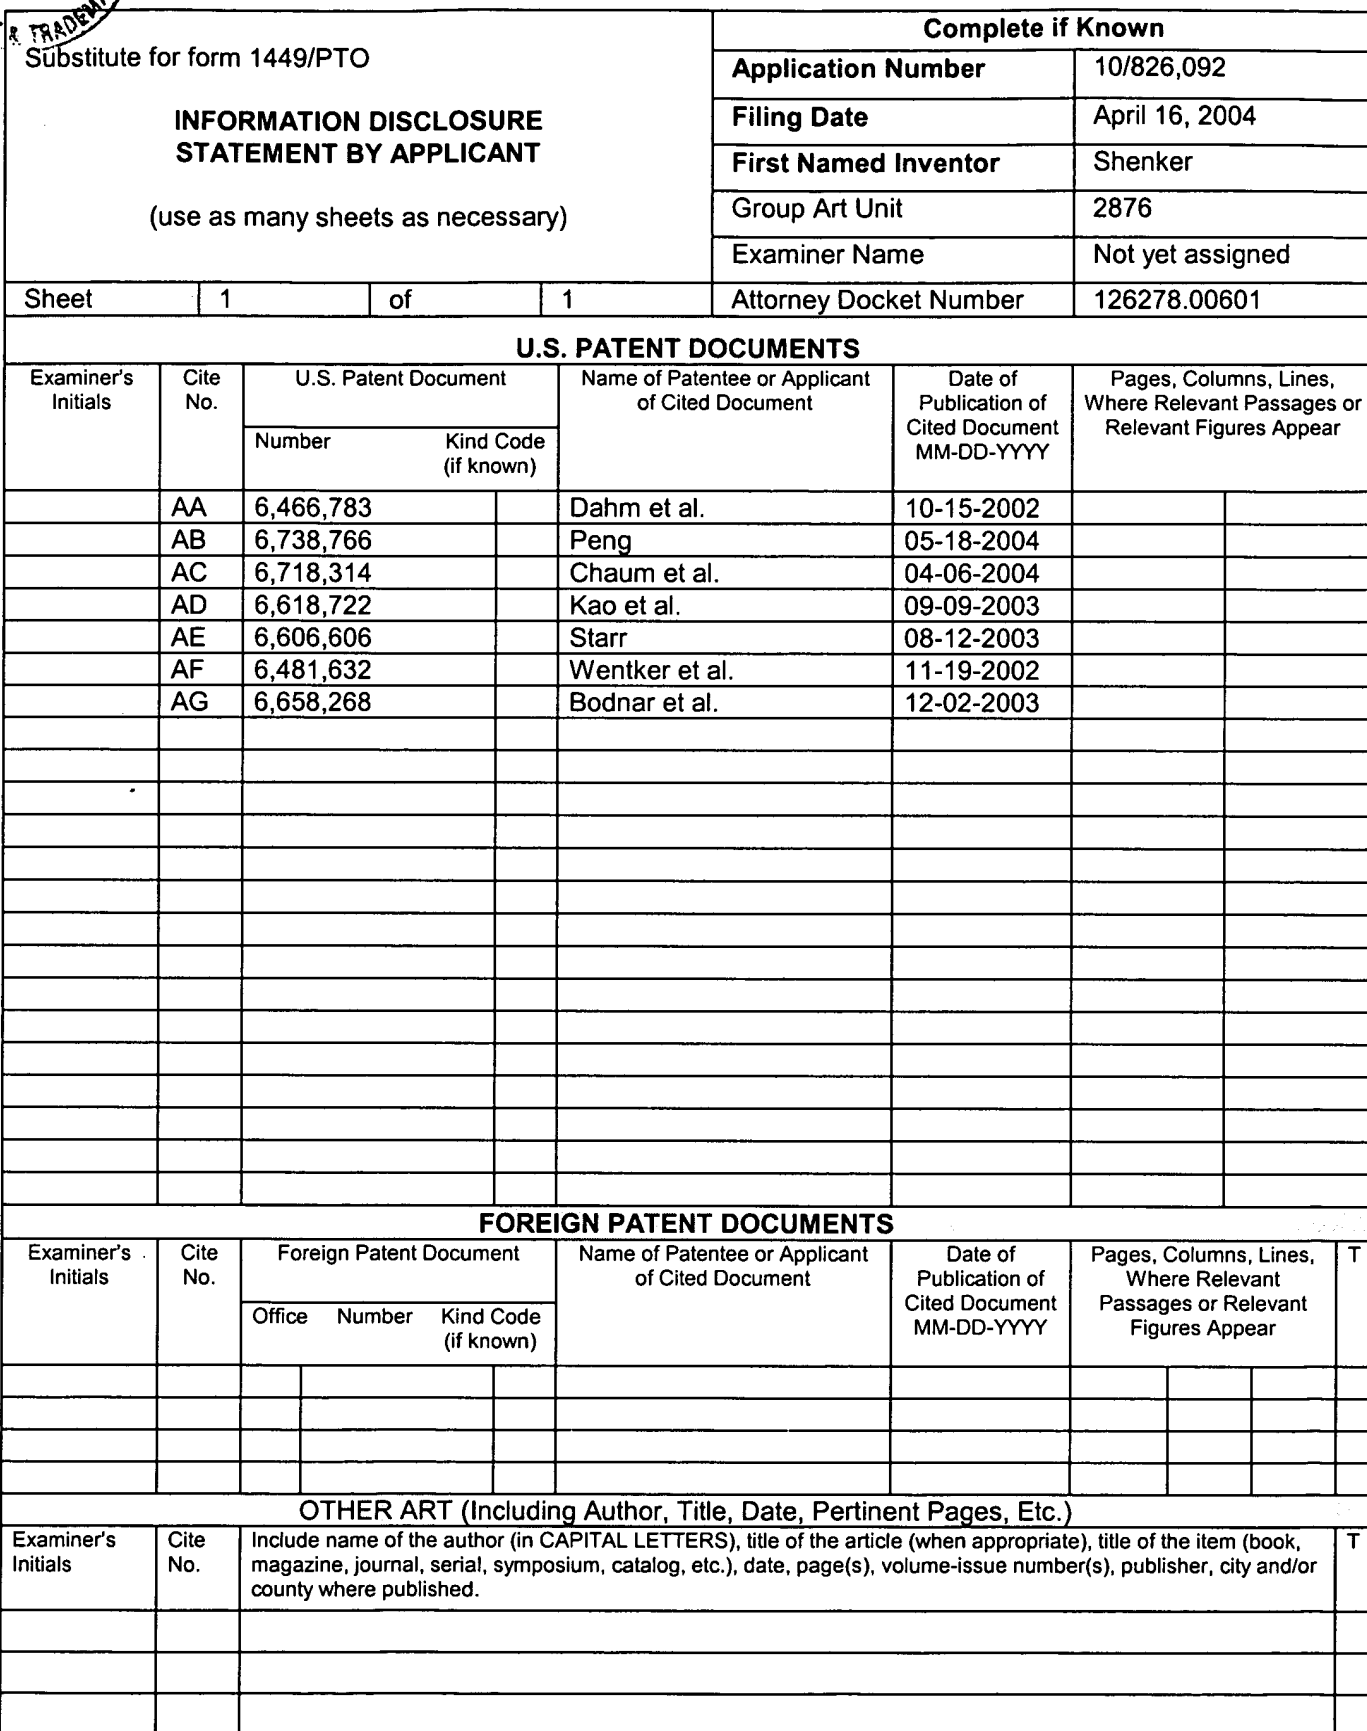 & TRADEM
Substitute for form 1449/PTO
INFORMATION DISCLOSURE
STATEMENT BY APPLICANT
(use as many sheets as necessary)
Sheet 1 of 1
Complete if Known
Application Number 10/826,092
Filing Date April 16, 2004
First Named Inventor Shenker
Group Art Unit 2876
Examiner Name Not yet assigned
Attorney Docket Number 126278.00601
U.S. PATENT DOCUMENTS
Examiner's
Initials
Cite
No.
U.S. Patent Document
Number Kind Code
(if known)
Name of Patentee or Applicant
of Cited Document
Date of
Publication of
Cited Document
MM-DD-YYYY
Pages, Columns, Lines,
Where Relevant Passages or
Relevant Figures Appear
AA 6,466,783 Dahm et al. 10-15-2002
AB 6,738,766 Peng 05-18-2004
AC 6,718,314 Chaum et al. 04-06-2004
AD 6,618,722 Kao et al. 09-09-2003
AE 6,606,606 Starr 08-12-2003
AF 6,481,632 Wentker et al. 11-19-2002
AG 6,658,268 Bodnar et al. 12-02-2003
FOREIGN PATENT DOCUMENTS
Examiner's
Initials
Cite
No.
Foreign Patent Document
Office Number Kind Code
(if known)
Name of Patentee or Applicant
of Cited Document
Date of
Publication of
Cited Document
MM-DD-YYYY
Pages, Columns, Lines,
Where Relevant
Passages or Relevant
Figures Appear
T
OTHER ART (Including Author, Title, Date, Pertinent Pages, Etc.)
Examiner's
Initials
Cite
No.
Include name of the author (in CAPITAL LETTERS), title of the article (when appropriate), title of the item (book,
magazine, journal, serial, symposium, catalog, etc.), date, page(s), volume-issue number(s), publisher, city and/or
county where published.
T